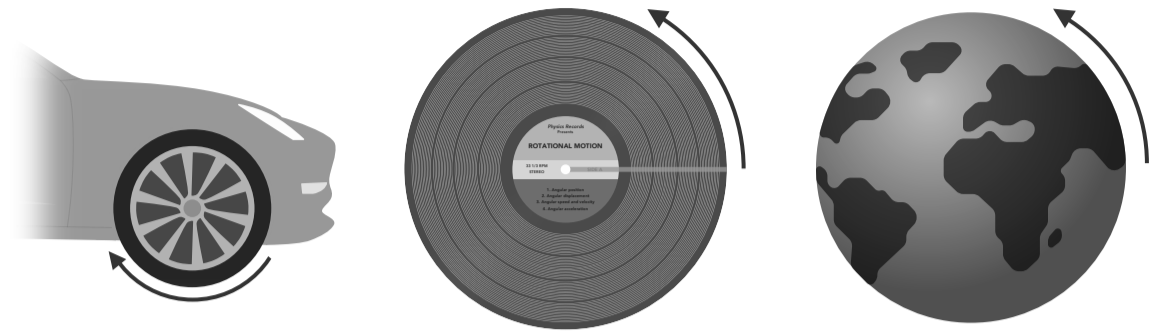 Physics Records
Presents
ROTATIONAL MOTION
33 1/3 RPM
STEREO
1. Angular position
2. Angular displacement
3. Angular speed and velocity
4. Angular acceleration